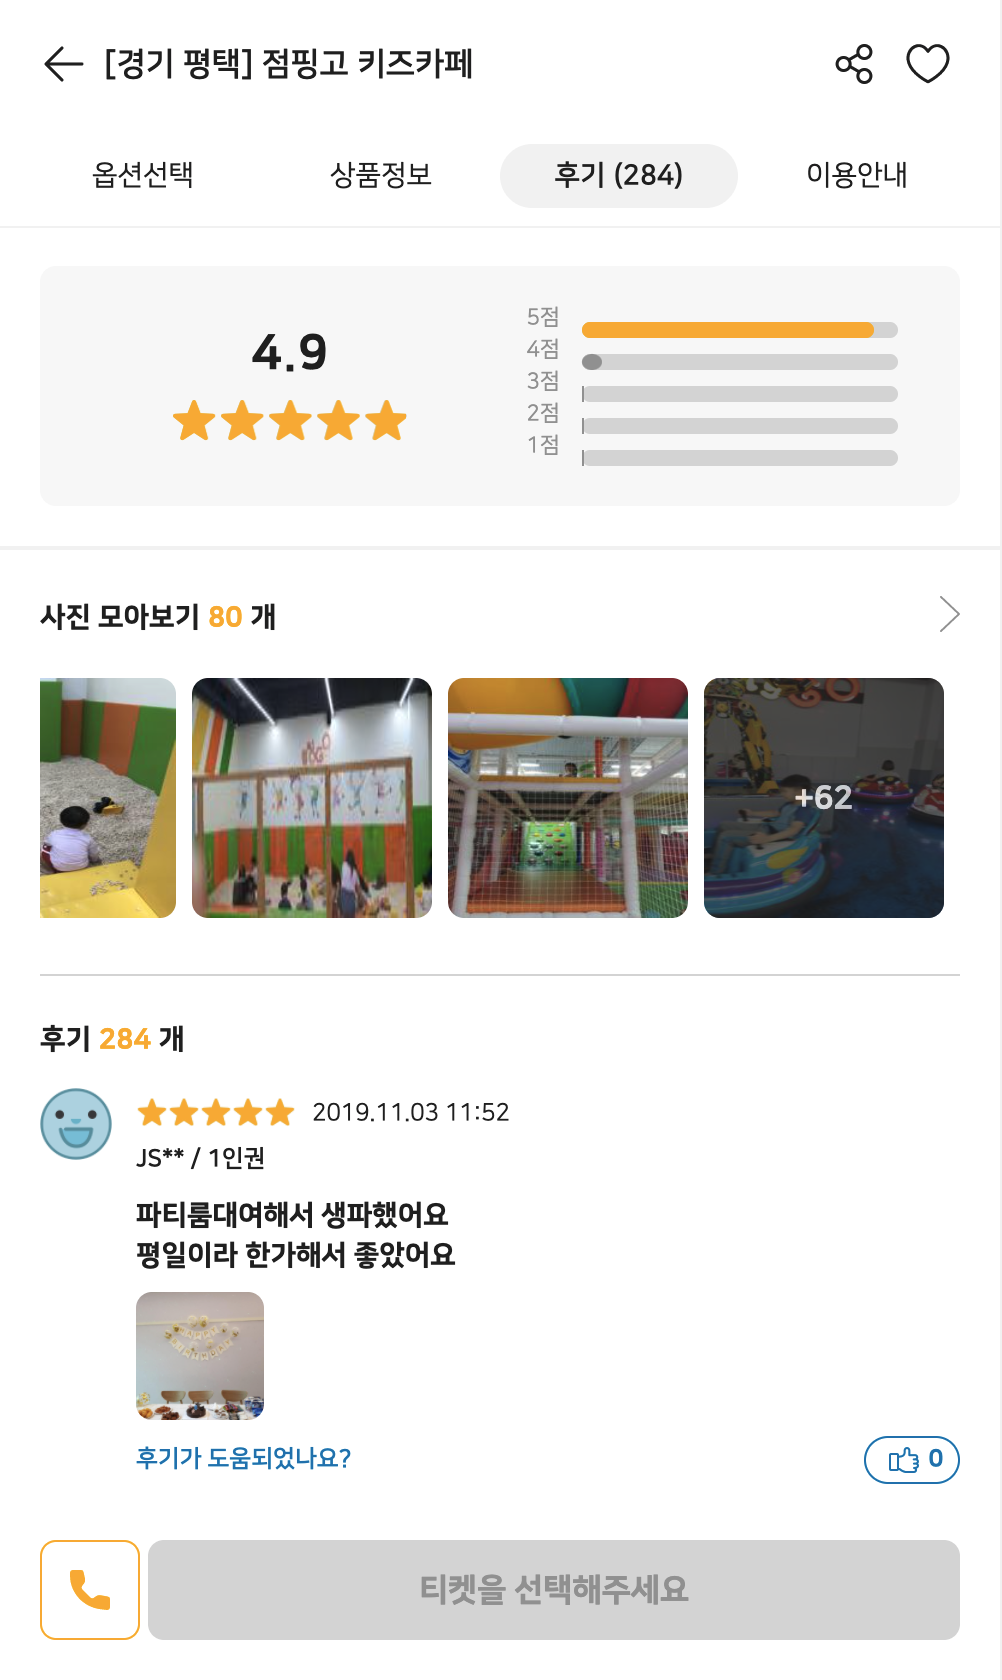 [경기 평택] 점핑고 키즈카페
옵션선택
상품정보
후기 (284)
이용안내
4.9
5점
4점
3점
2점
1점
사진 모아보기 80 개
+62
후기 284 개
2019.11.03 11:52
JS** / 1인권
파티룸대여해서 생파했어요
평일이라 한가해서 좋았어요
후기가 도움되었나요?
0
티켓을 선택해주세요